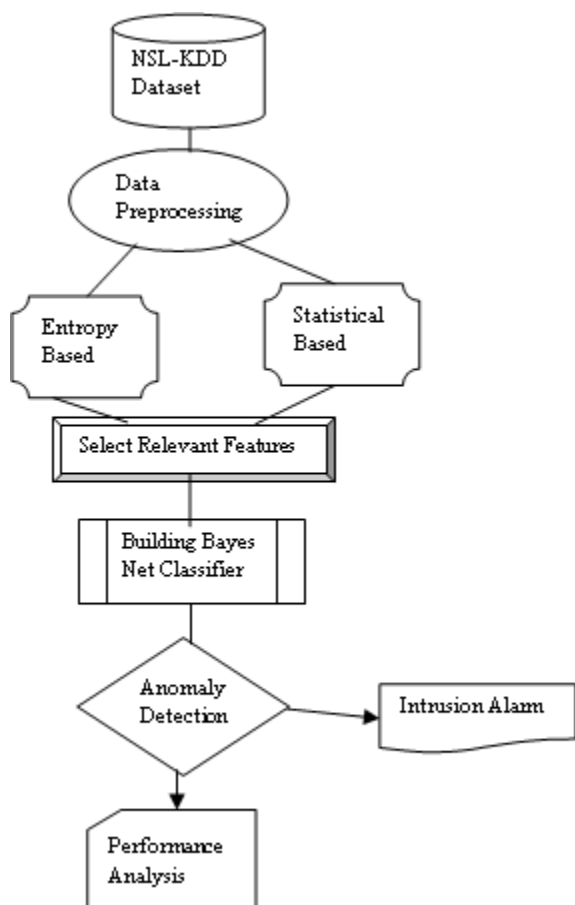 NSL-KDD
Dataset
Data
Preprocessing
Entropy
Based
Statistical
Based
Select Relevant Features
Building Bayes
Net Classifier
Anomaly
Detection
Intrusion Alarm
Performance
Analysis